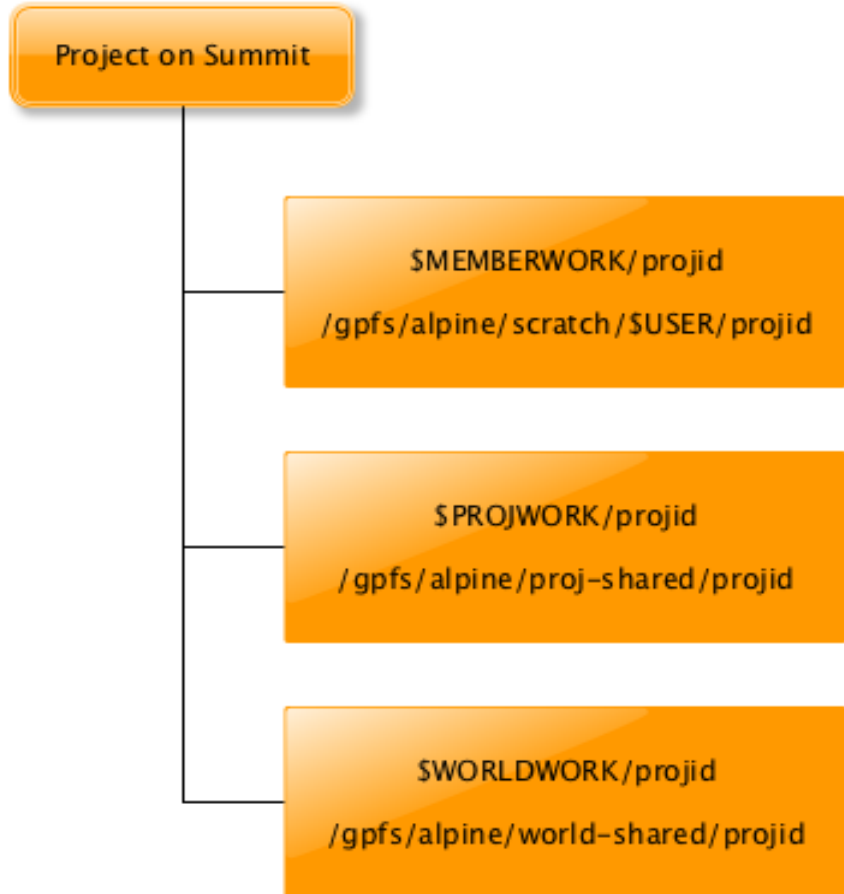 Project on Summit
$MEMBERWORK/projid
/gpfs/alpine/scratch/$USER/projid
$PROJWORK/projid
/gpfs/alpine/proj-shared/projid
$WORLDWORK/projid
/gpfs/alpine/world-shared/projid